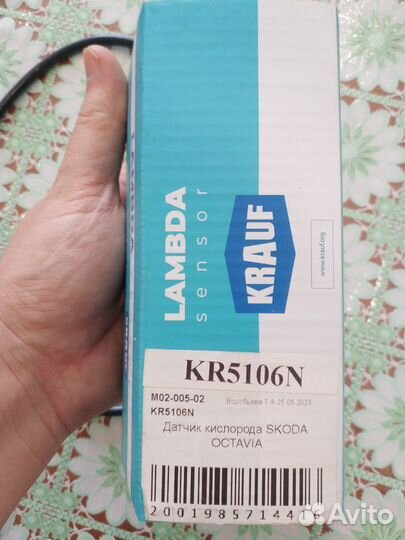 LAMBDA
sensor
KRAUF
www.krauf.org
KR5106N
M02-005-02
Воробьева Т.А 25 05 2023
KR5106N
Датчик кислорода SKODA
OCTAVIA
Avito